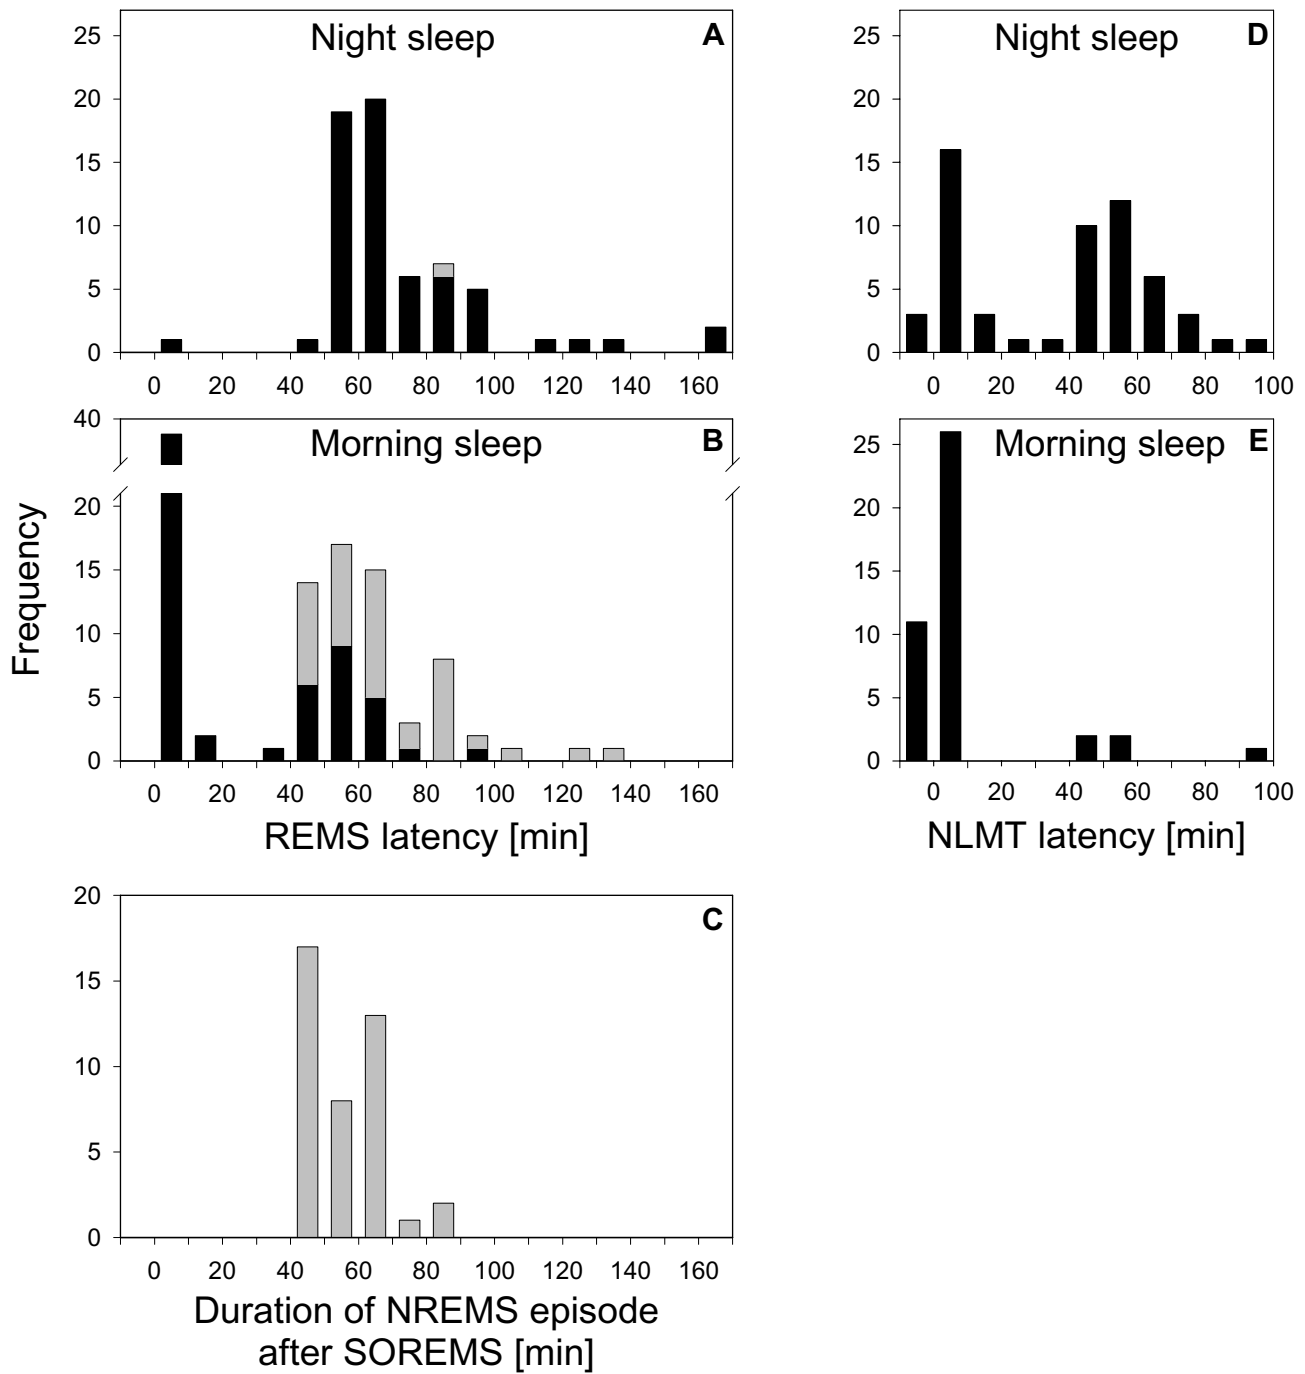 Night sleep A
25
20
15
10
5
0
0 20 40 60 80 100 120 140 160
Night sleep D
25
20
15
10
5
0
0 20 40 60 80 100
Frequency
Morning sleep B
40
20
15
10
5
0
0 20 40 60 80 100 120 140 160
REMS latency [min]
Morning sleep E
25
20
15
10
5
0
0 20 40 60 80 100
NLMT latency [min]
C
20
15
10
5
0
0 20 40 60 80 100 120 140 160
Duration of NREMS episode
after SOREMS [min]